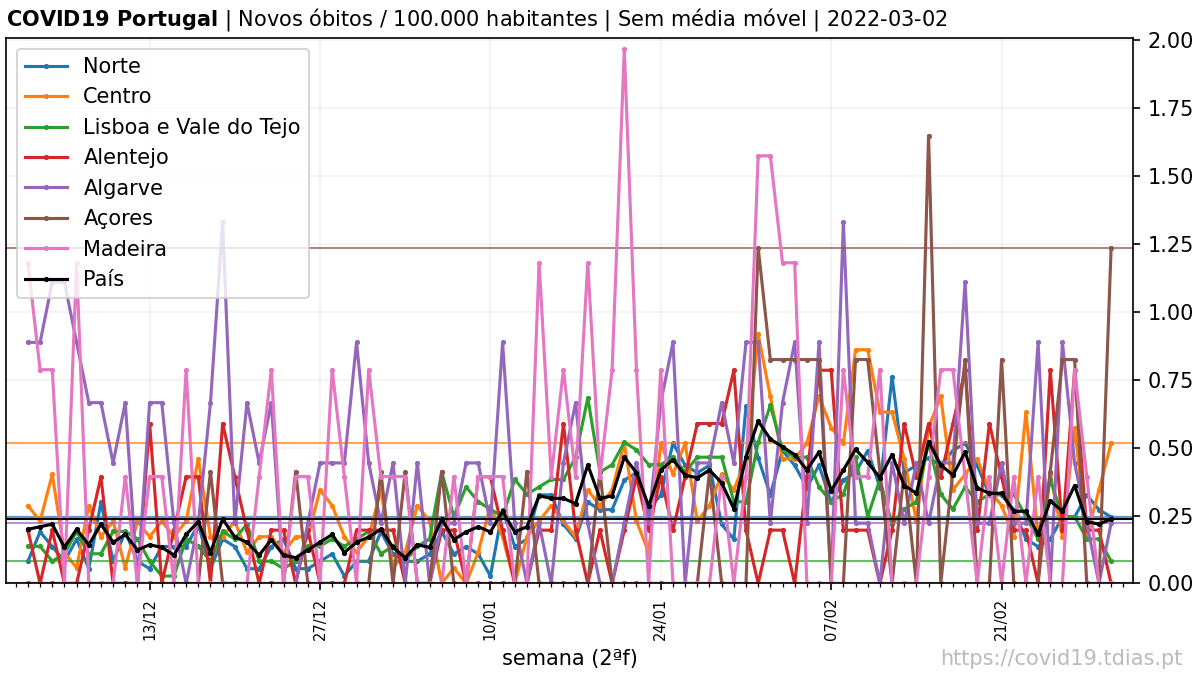 COVID19 Portugal | Novos óbitos / 100.000 habitantes | Sem média móvel | 2022-03-02
Norte
Centro
Lisboa e Vale do Tejo
Alentejo
Algarve
Açores
Madeira
País
2.00
1.75
1.50
1.25
1.00
0.75
0.50
0.25
0.00
13/12
27/12
10/01
24/01
07/02
21/02
semana (2ªf)
https://covid19.tdias.pt